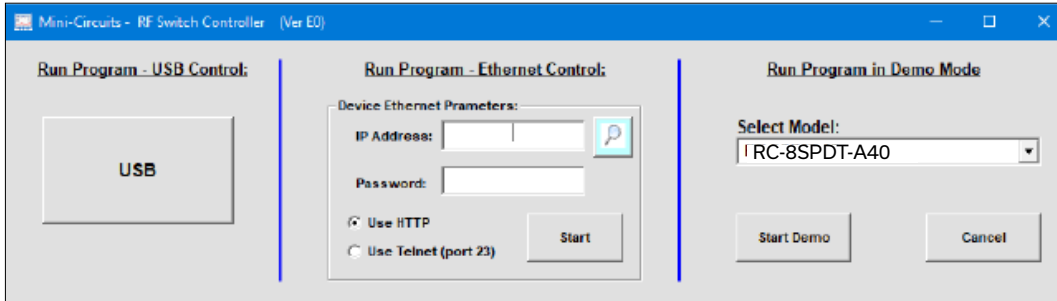 Mini-Circuits - RF Switch Controller (Ver E0)
Run Program - USB Control:
USB
Run Program - Ethernet Control:
Device Ethernet Prameters:
IP Address:
Password:
Use HTTP
Use Telnet (port 23)
Start
Run Program in Demo Mode
Select Model:
RC-8SPDT-A40
Start Demo
Cancel